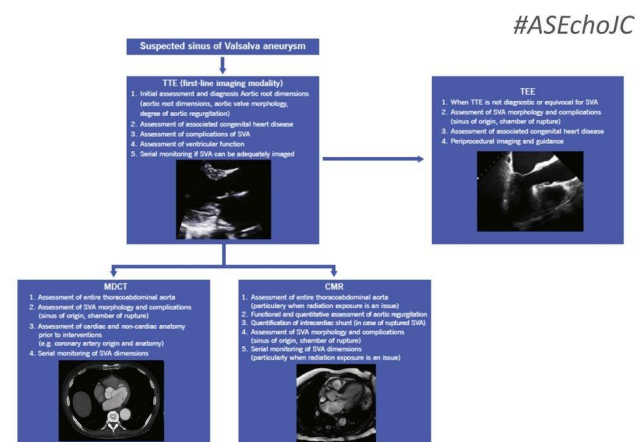 #ASEchoJC
Suspected sinus of Valsalva aneurysm
TTE (first-line imaging modality)
1. Initial assessment and diagnosis Aortic root dimensions
(aortic root dimensions, aortic valve morphology,
degree of aortic regurgitation)
2. Assessment of associated congenital heart disease
3. Assessment of complications of SVA
4. Assessment of ventricular function
5. Serial monitoring if SVA can be adequately imaged
TEE
1. When TTE is not diagnostic or equivocal for SVA
2. Assesment of SVA morphology and complications
(sinus of origin, chamber of rupture)
3. Assessment of associated congenital heart disease
4. Periprocedural imaging and guidance
MDCT
1. Assessment of entire thoracoabdominal aorta
2. Assessment of SVA morphology and complications
(sinus of origin, chamber of rupture)
3. Assessment of cardiac and non-cardiac anatomy
prior to interventions
(e.g. coronary artery origin and anatomy)
4. Serial monitoring of SVA dimensions
CMR
1. Assessment of entire thoracoabdominal aorta
(particularly when radiation exposure is an issue)
2. Functional and quantitative assessment of aortic regurgitation
3. Quantification of intracardiac shunt (in case of ruptured SVA)
4. Assessment of SVA morphology and complications
(sinus of origin, chamber of rupture)
5. Serial monitoring of SVA dimensions
(particularly when radiation exposure is an issue)